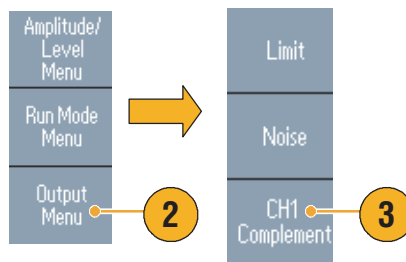 Amplitude/
Level
Menu
Run Mode
Menu
Output
Menu
2
Limit
Noise
CH1
Complement
3